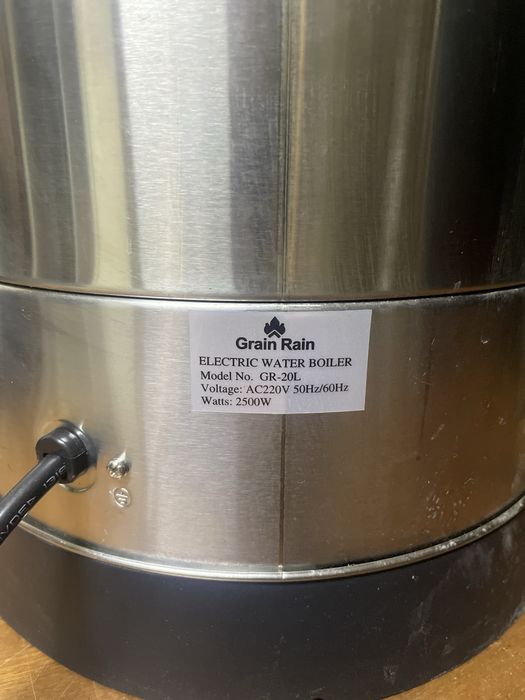 Grain Rain
ELECTRIC WATER BOILER
Model No. GR-20L
Voltage: AC220V 50Hz/60Hz
Watts: 2500W